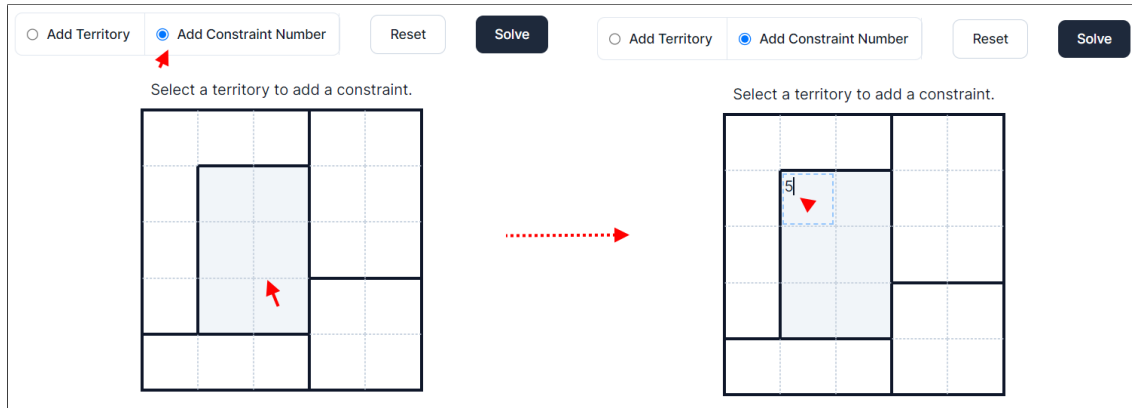 Add Territory Add Constraint Number Reset Solve
Select a territory to add a constraint.
Add Territory Add Constraint Number Reset Solve
Select a territory to add a constraint.
5